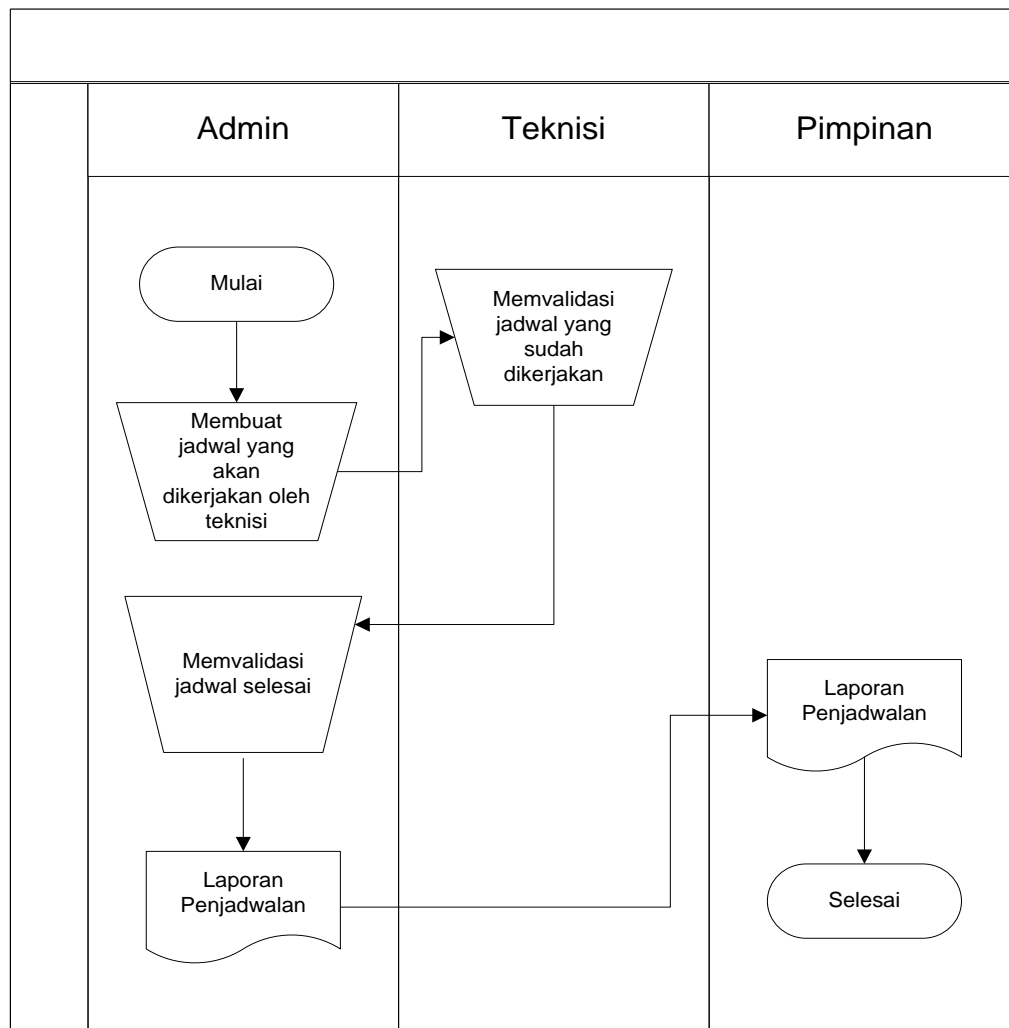 Admin
Teknisi
Pimpinan
Mulai
Membuat
jadwal yang
akan
dikerjakan oleh
teknisi
Memvalidasi
jadwal yang
sudah
dikerjakan
Memvalidasi
jadwal selesai
Laporan
Penjadwalan
Laporan
Penjadwalan
Selesai